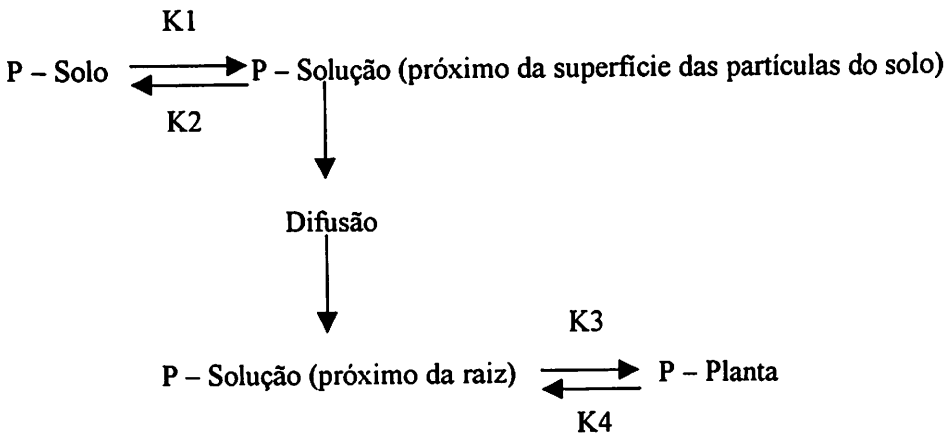 K1
P – Solo P – Solução (próximo da superfície das partículas do solo)
K2
Difusão
K3
P – Solução (próximo da raiz) P – Planta
K4